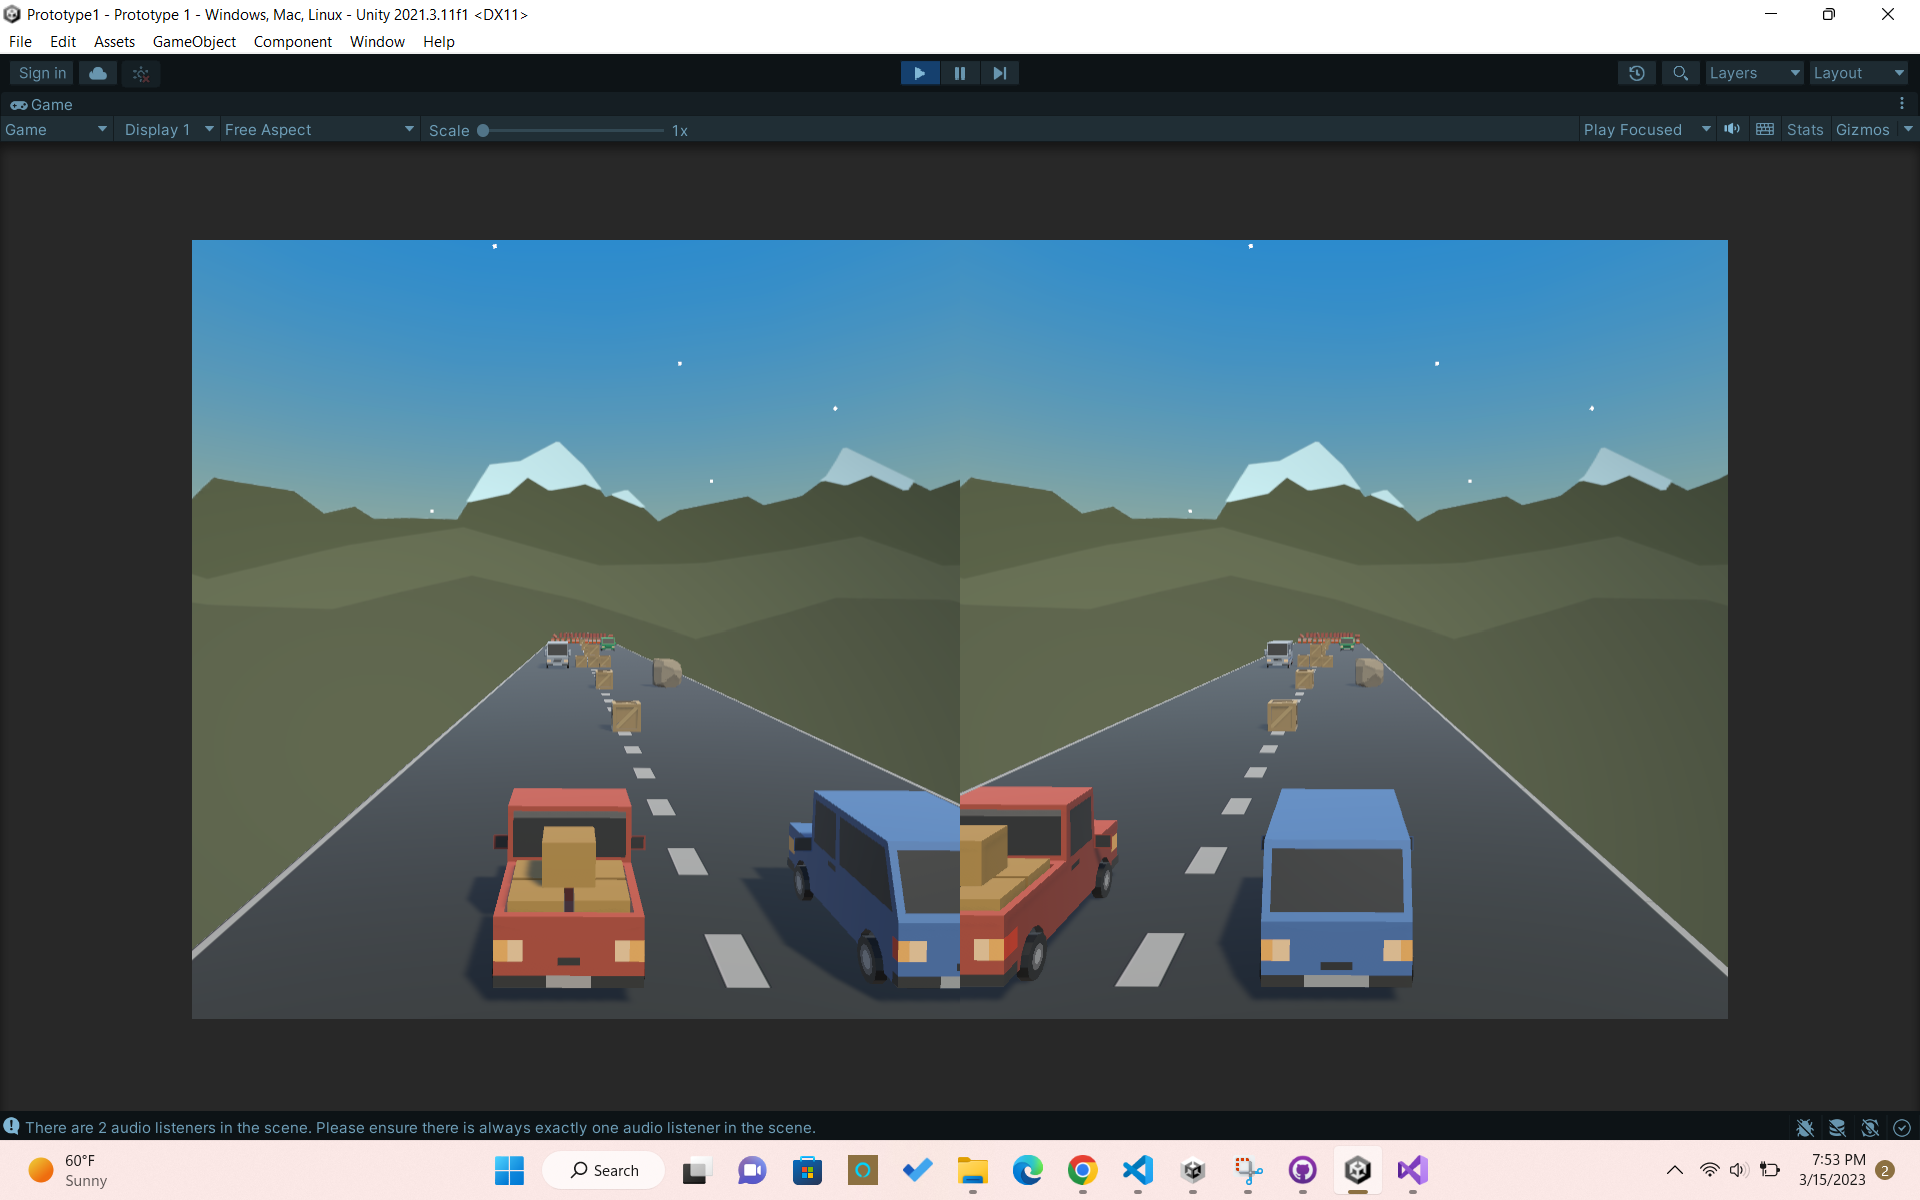 Prototype1 - Prototype 1 - Windows, Mac, Linux - Unity 2021.3.11f1 <DX11>
File Edit Assets GameObject Component Window Help
Sign in Layers Layout
Game
Game Display 1 Free Aspect Scale 1x Play Focused Stats Gizmos
There are 2 audio listeners in the scene. Please ensure there is always exactly one audio listener in the scene.
60°F
Sunny
Search
7:53 PM
3/15/2023
2